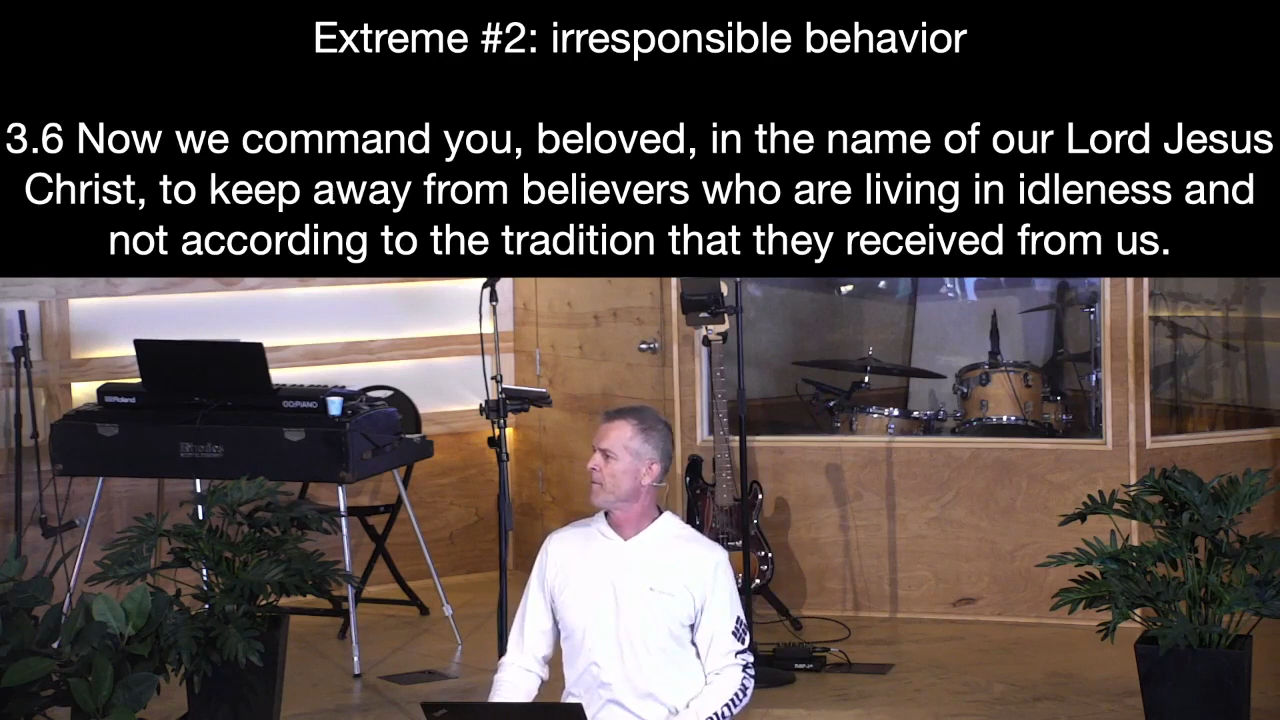 Extreme #2: irresponsible behavior
3.6 Now we command you, beloved, in the name of our Lord Jesus
Christ, to keep away from believers who are living in idleness and
not according to the tradition that they received from us.
Roland
GO:PIANO
Rhodes
Columbia